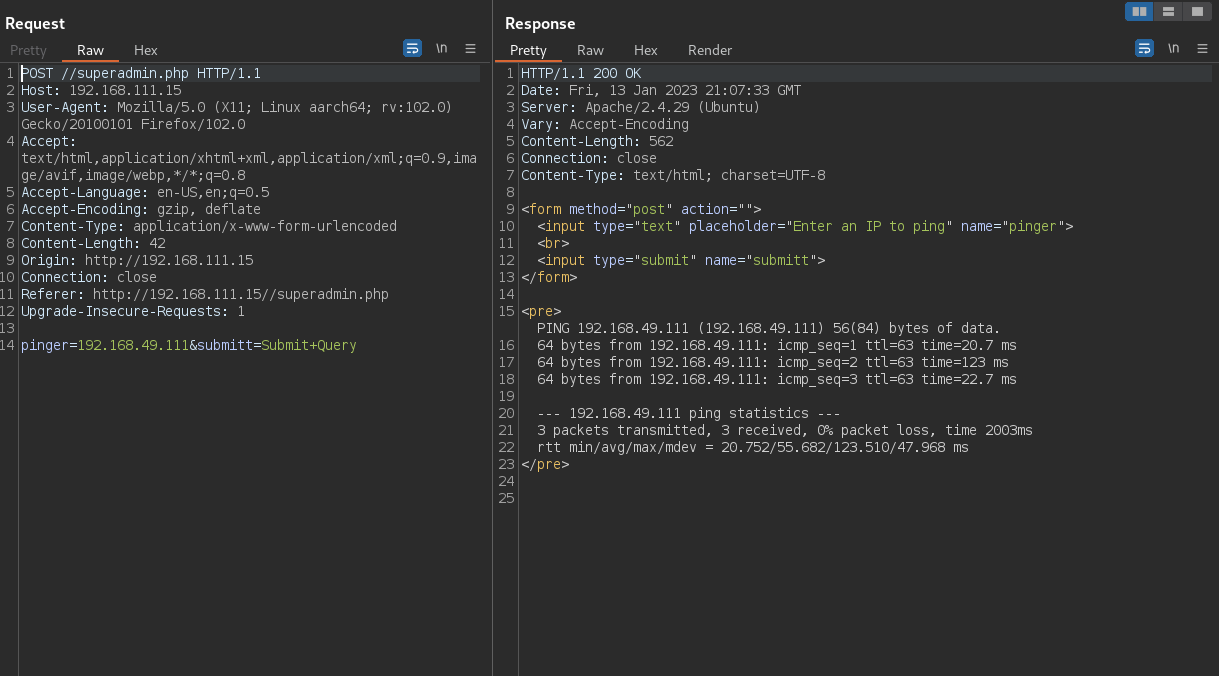 Request
Pretty Raw Hex \n
1 POST //superadmin.php HTTP/1.1
2 Host: 192.168.111.15
3 User-Agent: Mozilla/5.0 (X11; Linux aarch64; rv:102.0)
Gecko/20100101 Firefox/102.0
4 Accept:
text/html,application/xhtml+xml,application/xml;q=0.9,ima
ge/avif,image/webp,*/*;q=0.8
5 Accept-Language: en-US,en;q=0.5
6 Accept-Encoding: gzip, deflate
7 Content-Type: application/x-www-form-urlencoded
8 Content-Length: 42
9 Origin: http://192.168.111.15
10 Connection: close
11 Referer: http://192.168.111.15//superadmin.php
12 Upgrade-Insecure-Requests: 1
13
14 pinger=192.168.49.111&submitt=Submit+Query
Response
Pretty Raw Hex Render \n
1 HTTP/1.1 200 OK
2 Date: Fri, 13 Jan 2023 21:07:33 GMT
3 Server: Apache/2.4.29 (Ubuntu)
4 Vary: Accept-Encoding
5 Content-Length: 562
6 Connection: close
7 Content-Type: text/html; charset=UTF-8
8
9 <form method="post" action="">
10 <input type="text" placeholder="Enter an IP to ping" name="pinger">
11 <br>
12 <input type="submit" name="submitt">
13 </form>
14
15 <pre>
PING 192.168.49.111 (192.168.49.111) 56(84) bytes of data.
16 64 bytes from 192.168.49.111: icmp_seq=1 ttl=63 time=20.7 ms
17 64 bytes from 192.168.49.111: icmp_seq=2 ttl=63 time=123 ms
18 64 bytes from 192.168.49.111: icmp_seq=3 ttl=63 time=22.7 ms
19
20 --- 192.168.49.111 ping statistics ---
21 3 packets transmitted, 3 received, 0% packet loss, time 2003ms
22 rtt min/avg/max/mdev = 20.752/55.682/123.510/47.968 ms
23 </pre>
24
25